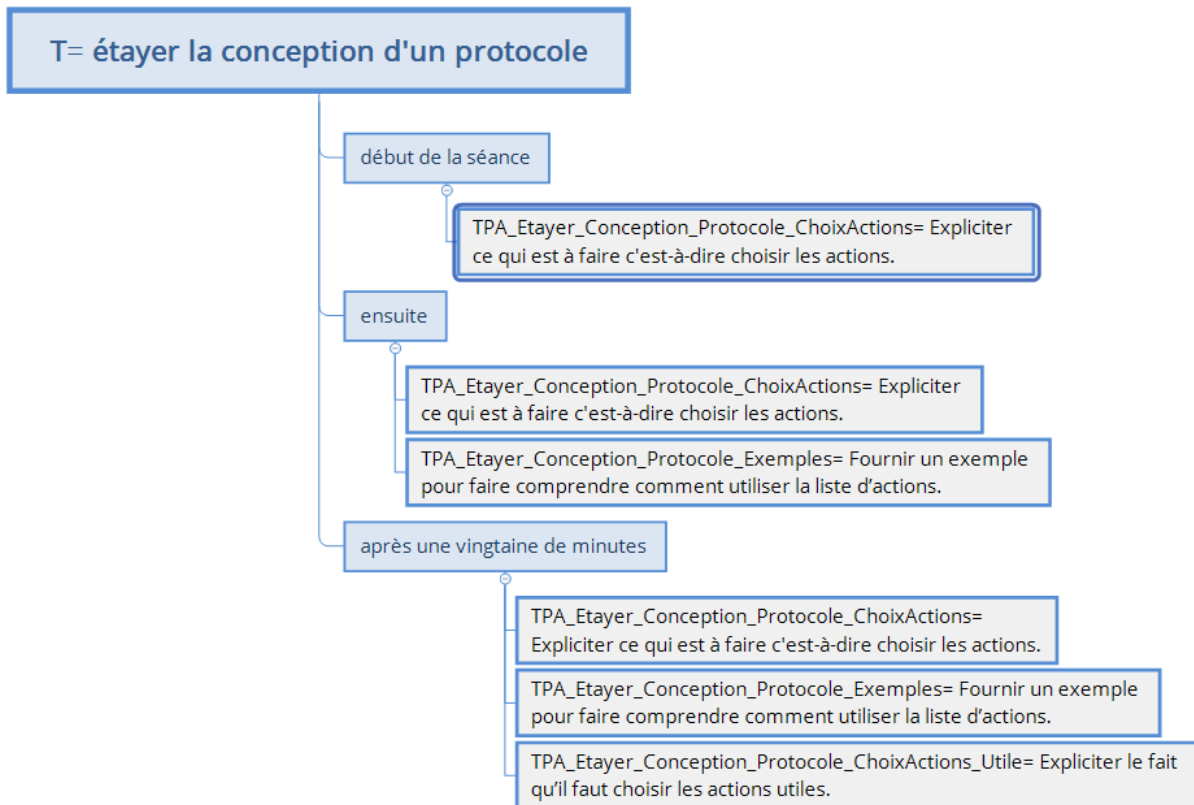 T= étayer la conception d'un protocole
début de la séance
TPA_Etayer_Conception_Protocole_ChoixActions= Expliciter
ce qui est à faire c'est-à-dire choisir les actions.
ensuite
TPA_Etayer_Conception_Protocole_ChoixActions= Expliciter
ce qui est à faire c'est-à-dire choisir les actions.
TPA_Etayer_Conception_Protocole_Exemples= Fournir un exemple
pour faire comprendre comment utiliser la liste d’actions.
après une vingtaine de minutes
TPA_Etayer_Conception_Protocole_ChoixActions=
Expliciter ce qui est à faire c'est-à-dire choisir les actions.
TPA_Etayer_Conception_Protocole_Exemples= Fournir un exemple
pour faire comprendre comment utiliser la liste d’actions.
TPA_Etayer_Conception_Protocole_ChoixActions_Utile= Expliciter le fait
qu’il faut choisir les actions utiles.